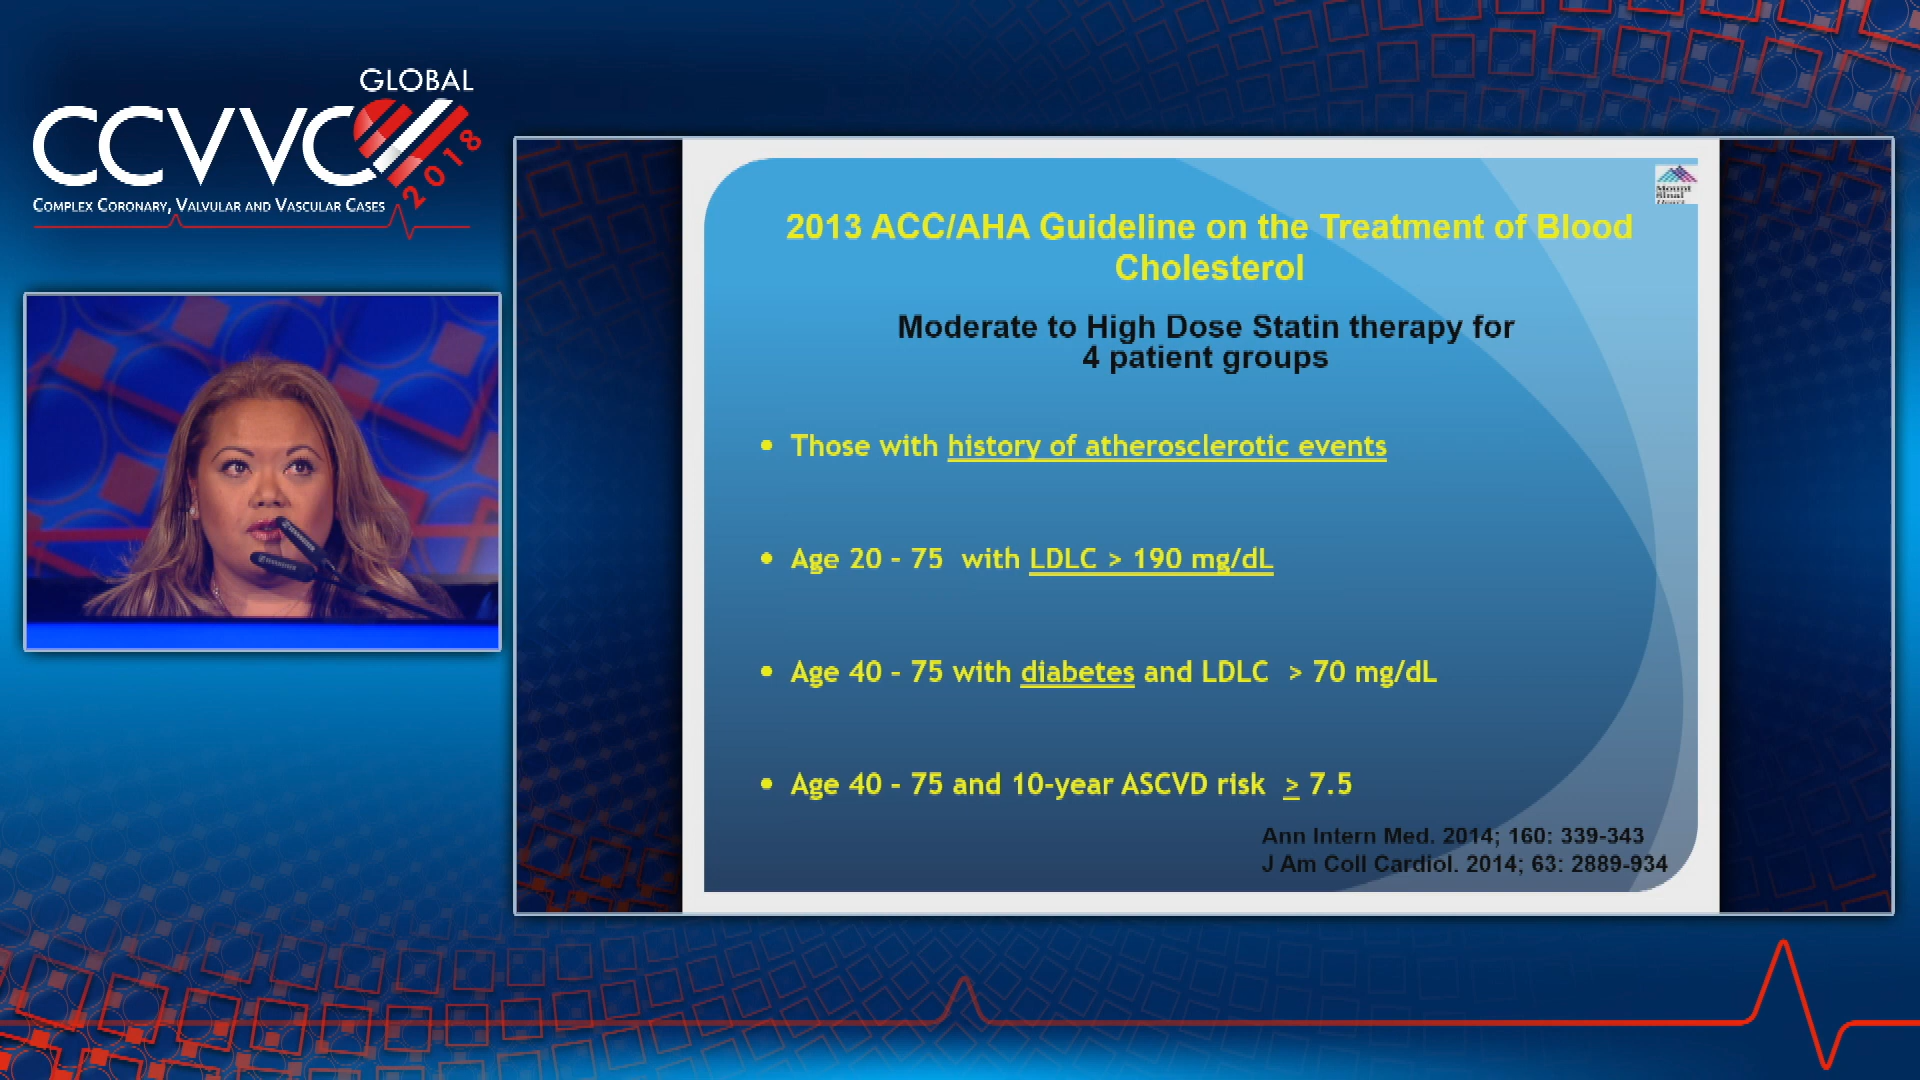 GLOBAL
CCVVC
2018
COMPLEX CORONARY, VALVULAR AND VASCULAR CASES
Mount
Sinai
Heart
2013 ACC/AHA Guideline on the Treatment of Blood
Cholesterol
Moderate to High Dose Statin therapy for
4 patient groups
• Those with history of atherosclerotic events
• Age 20 - 75 with LDLC > 190 mg/dL
• Age 40 - 75 with diabetes and LDLC > 70 mg/dL
• Age 40 - 75 and 10-year ASCVD risk ≥ 7.5
Ann Intern Med. 2014; 160: 339-343
J Am Coll Cardiol. 2014; 63: 2889-934